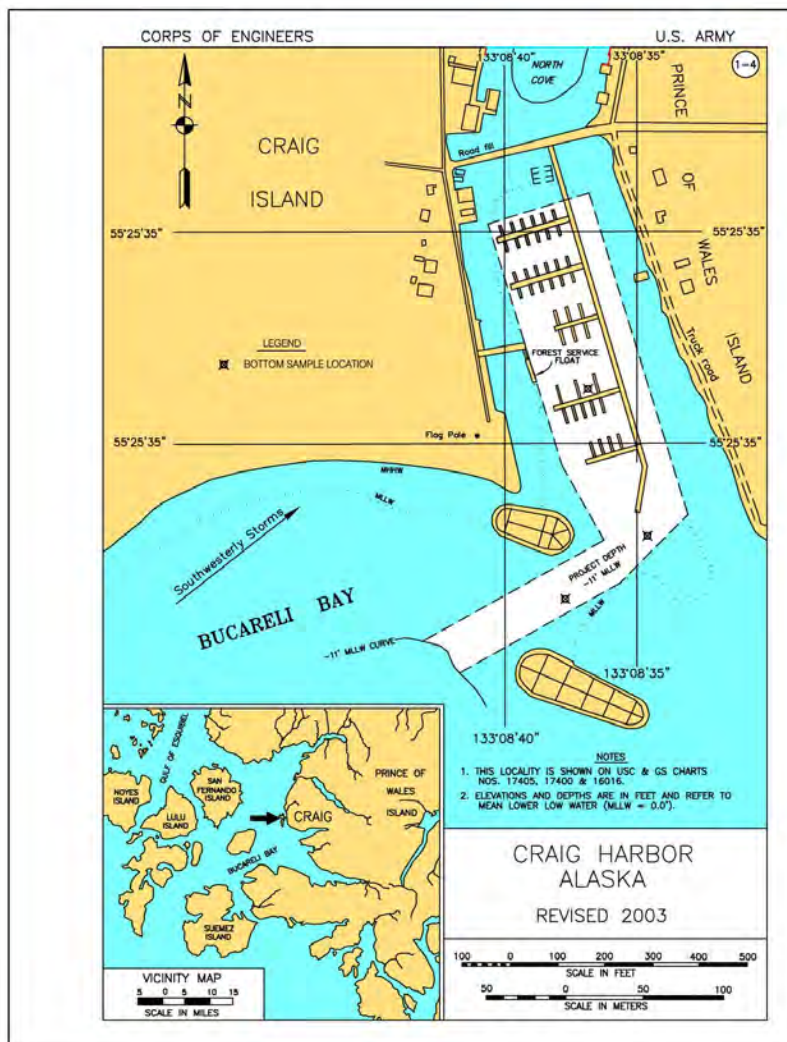 CORPS OF ENGINEERS
U.S. ARMY
133°08'40"
133°08'35"
1-4
NORTH
COVE
PRINCE
OF
WALES
ISLAND
N
CRAIG
ISLAND
Road fill
55°25'35"
55°25'35"
LEGEND
BOTTOM SAMPLE LOCATION
FOREST SERVICE
FLOAT
Truck road
Flag Pole
55°25'35"
55°25'35"
MHHW
MLLW
Southwesterly Storms
PROJECT DEPTH
-11' MLLW
BUCARELI BAY
MLLW
-11' MLLW CURVE
133°08'35"
133°08'40"
NOTES
1. THIS LOCALITY IS SHOWN ON USC & GS CHARTS
NOS. 17405, 17400 & 16016.
2. ELEVATIONS AND DEPTHS ARE IN FEET AND REFER TO
MEAN LOWER LOW WATER (MLLW = 0.0').
GULF OF ESQUIBEL
NOYES
ISLAND
SAN
FERNANDO
ISLAND
LULU
ISLAND
PRINCE OF
WALES
ISLAND
CRAIG
BUCARELI BAY
SUEMEZ
ISLAND
VICINITY MAP
5 0 5 10 15
SCALE IN MILES
CRAIG HARBOR
ALASKA
REVISED 2003
100 0 100 200 300 400 500
SCALE IN FEET
50 0 50 100
SCALE IN METERS